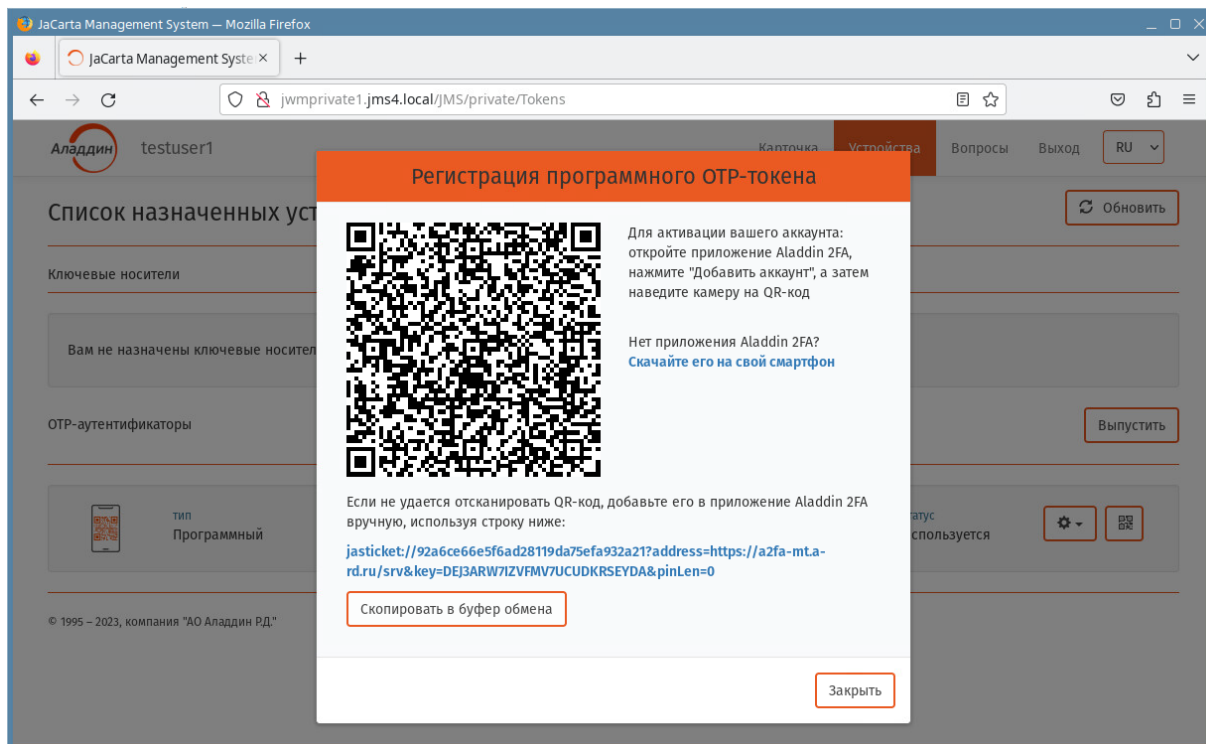 JaCarta Management System — Mozilla Firefox
JaCarta Management Syste
jwmprivate1.jms4.local/JMS/private/Tokens
Аладдин
testuser1
Карточка
Устройства
Вопросы
Выход
RU
Регистрация программного OTP-токена
Список назначенных уст
Обновить
Для активации вашего аккаунта:
откройте приложение Aladdin 2FA,
нажмите "Добавить аккаунт", а затем
наведите камеру на QR-код
Ключевые носители
Нет приложения Aladdin 2FA?
Скачайте его на свой смартфон
Вам не назначены ключевые носител
OTP-аутентификаторы
Выпустить
Если не удается отсканировать QR-код, добавьте его в приложение Aladdin 2FA
вручную, используя строку ниже:
jasticket://92a6ce66e5f6ad28119da75efa932a21?address=https://a2fa-mt.a-
rd.ru/srv&key=DEJ3ARW7IZVFMV7UCUDKRSEYDA&pinLen=0
Скопировать в буфер обмена
тип
Программный
атус
спользуется
© 1995 – 2023, компания "АО Аладдин Р.Д."
Закрыть